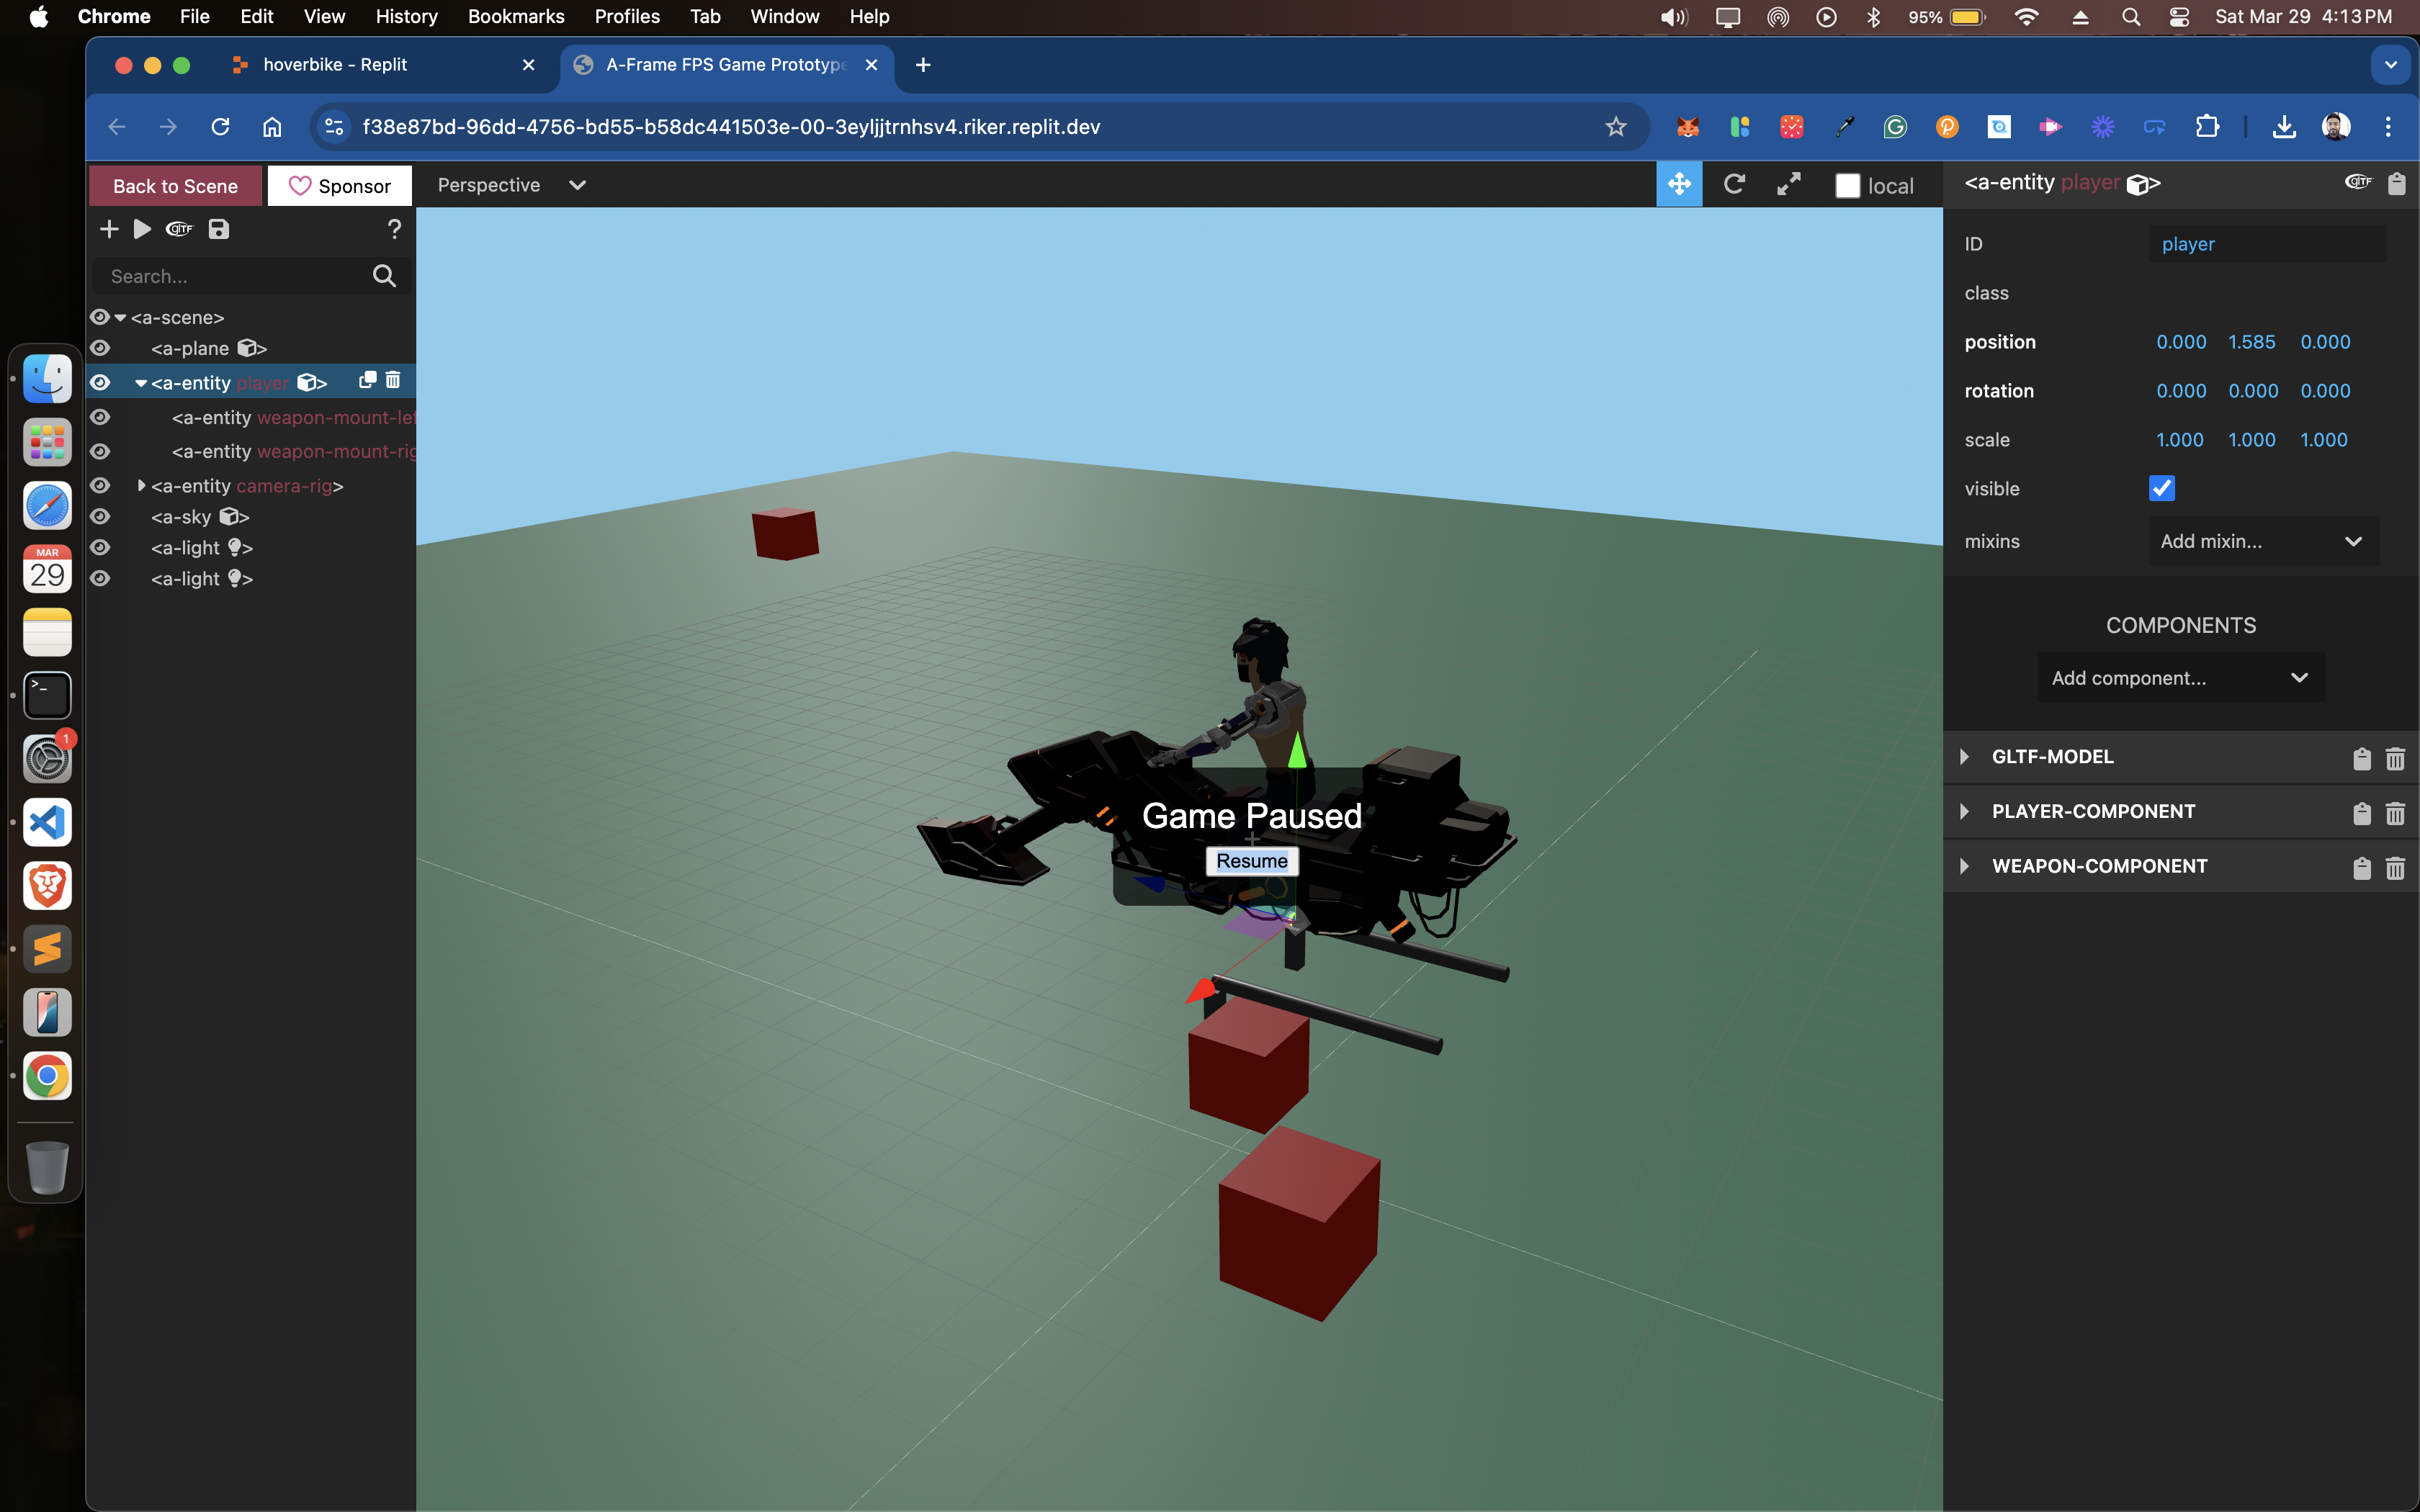 Chrome File Edit View History Bookmarks Profiles Tab Window Help 95% Sat Mar 29 4:13 PM
hoverbike - Replit
A-Frame FPS Game Prototype
f38e87bd-96dd-4756-bd55-b58dc441503e-00-3eyljjtrnhsv4.riker.replit.dev
Back to Scene
Sponsor
Perspective
local
<a-entity player >
glTF
glTF
?
Search...
<a-scene>
<a-plane >
<a-entity player >
<a-entity weapon-mount-lef
<a-entity weapon-mount-rig
<a-entity camera-rig>
<a-sky >
<a-light >
<a-light >
MAR
29
>_
1
Game Paused
Resume
ID player
class
position 0.000 1.585 0.000
rotation 0.000 0.000 0.000
scale 1.000 1.000 1.000
visible
mixins Add mixin...
COMPONENTS
Add component...
GLTF-MODEL
PLAYER-COMPONENT
WEAPON-COMPONENT